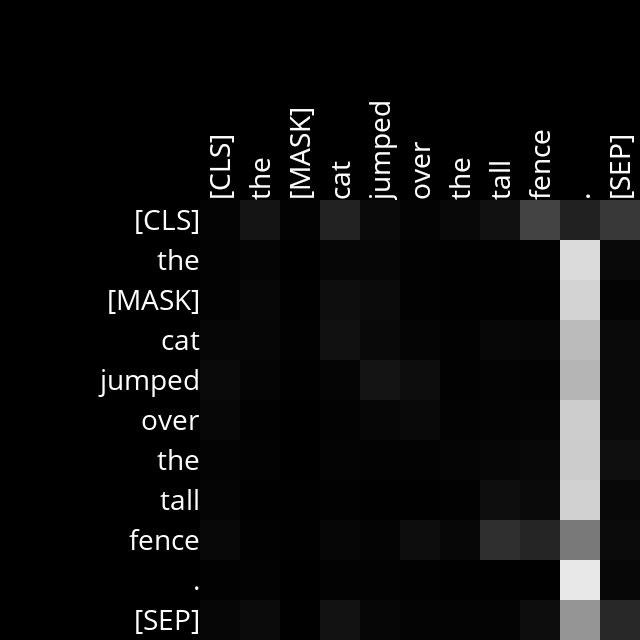 [CLS] the [MASK] cat jumped over the tall fence . [SEP]
[CLS]
the
[MASK]
cat
jumped
over
the
tall
fence
.
[SEP]